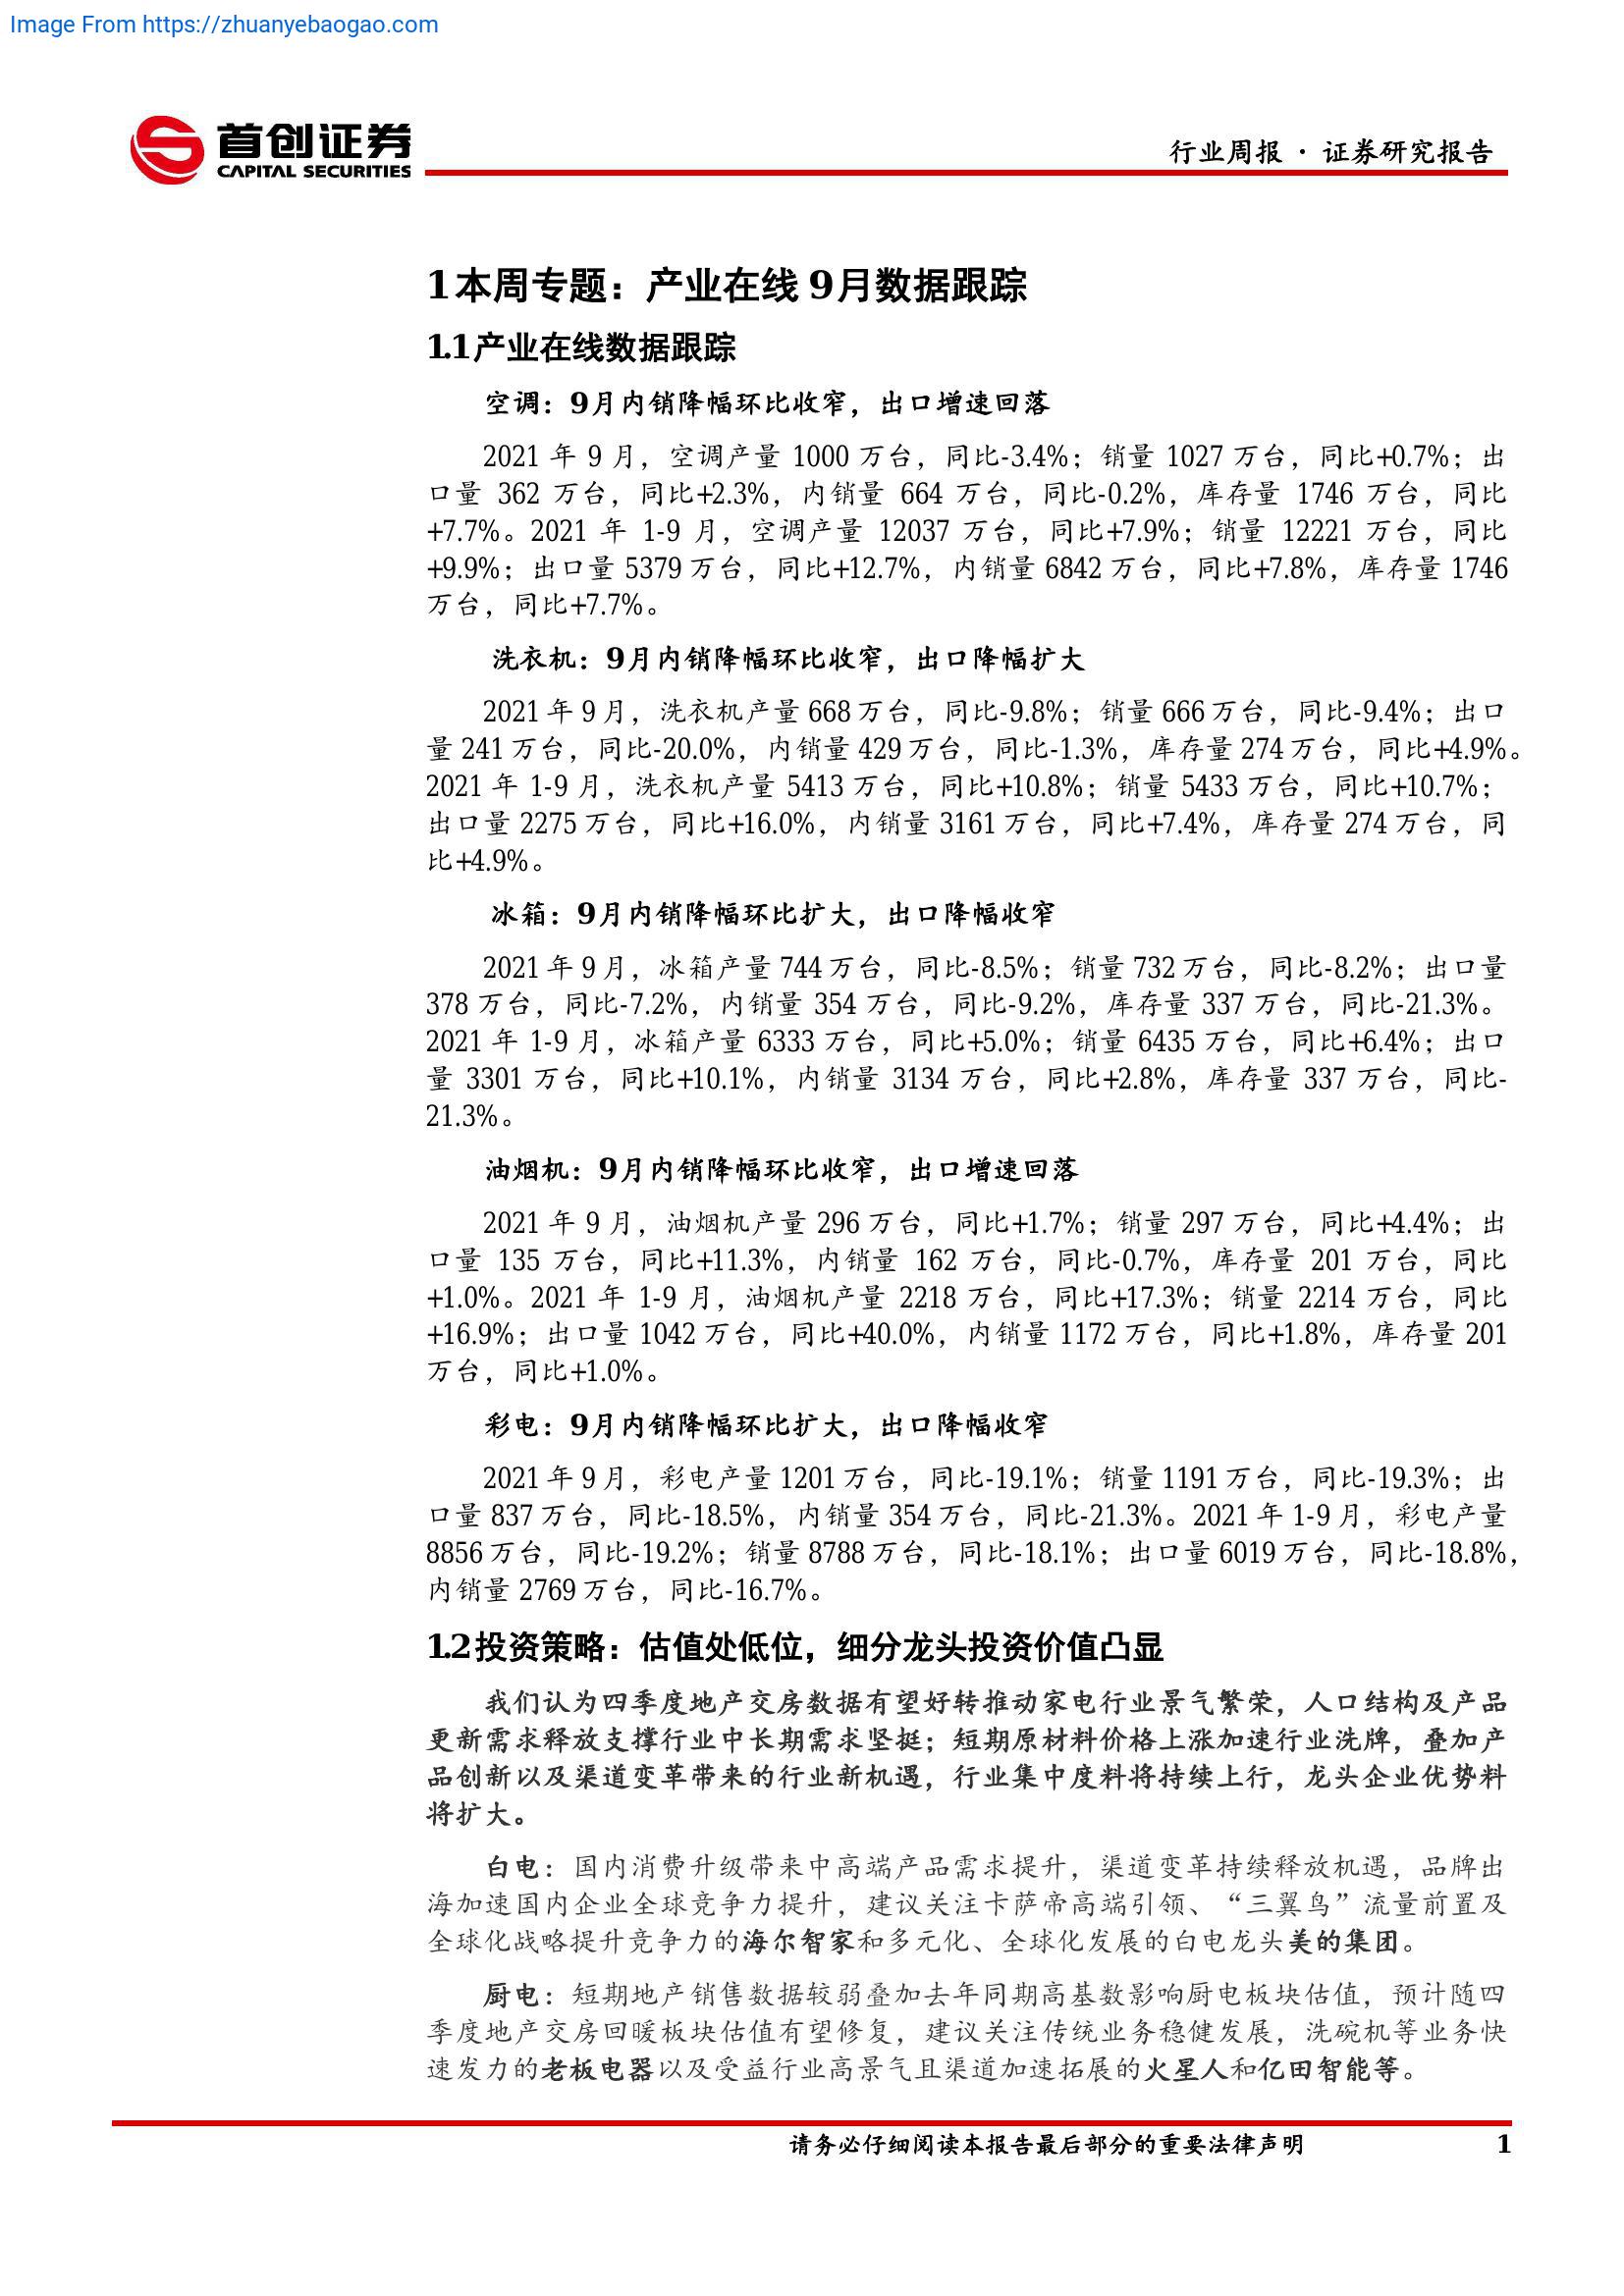 Image From https://zhuanyebaogao.com
首创证券
CAPITAL SECURITIES
行业周报 · 证券研究报告
1 本周专题：产业在线 9 月数据跟踪
1.1 产业在线数据跟踪
空调：9 月内销降幅环比收窄，出口增速回落
2021 年 9 月，空调产量 1000 万台，同比-3.4%；销量 1027 万台，同比+0.7%；出
口量 362 万台，同比+2.3%，内销量 664 万台，同比-0.2%，库存量 1746 万台，同比
+7.7%。2021 年 1-9 月，空调产量 12037 万台，同比+7.9%；销量 12221 万台，同比
+9.9%；出口量 5379 万台，同比+12.7%，内销量 6842 万台，同比+7.8%，库存量 1746
万台，同比+7.7%。
洗衣机：9 月内销降幅环比收窄，出口降幅扩大
2021 年 9 月，洗衣机产量 668 万台，同比-9.8%；销量 666 万台，同比-9.4%；出口
量 241 万台，同比-20.0%，内销量 429 万台，同比-1.3%，库存量 274 万台，同比+4.9%。
2021 年 1-9 月，洗衣机产量 5413 万台，同比+10.8%；销量 5433 万台，同比+10.7%；
出口量 2275 万台，同比+16.0%，内销量 3161 万台，同比+7.4%，库存量 274 万台，同
比+4.9%。
冰箱：9 月内销降幅环比扩大，出口降幅收窄
2021 年 9 月，冰箱产量 744 万台，同比-8.5%；销量 732 万台，同比-8.2%；出口量
378 万台，同比-7.2%，内销量 354 万台，同比-9.2%，库存量 337 万台，同比-21.3%。
2021 年 1-9 月，冰箱产量 6333 万台，同比+5.0%；销量 6435 万台，同比+6.4%；出口
量 3301 万台，同比+10.1%，内销量 3134 万台，同比+2.8%，库存量 337 万台，同比-
21.3%。
油烟机：9 月内销降幅环比收窄，出口增速回落
2021 年 9 月，油烟机产量 296 万台，同比+1.7%；销量 297 万台，同比+4.4%；出
口量 135 万台，同比+11.3%，内销量 162 万台，同比-0.7%，库存量 201 万台，同比
+1.0%。2021 年 1-9 月，油烟机产量 2218 万台，同比+17.3%；销量 2214 万台，同比
+16.9%；出口量 1042 万台，同比+40.0%，内销量 1172 万台，同比+1.8%，库存量 201
万台，同比+1.0%。
彩电：9 月内销降幅环比扩大，出口降幅收窄
2021 年 9 月，彩电产量 1201 万台，同比-19.1%；销量 1191 万台，同比-19.3%；出
口量 837 万台，同比-18.5%，内销量 354 万台，同比-21.3%。2021 年 1-9 月，彩电产量
8856 万台，同比-19.2%；销量 8788 万台，同比-18.1%；出口量 6019 万台，同比-18.8%，
内销量 2769 万台，同比-16.7%。
1.2 投资策略：估值处低位，细分龙头投资价值凸显
我们认为四季度地产交房数据有望好转推动家电行业景气繁荣，人口结构及产品
更新需求释放支撑行业中长期需求坚挺；短期原材料价格上涨加速行业洗牌，叠加产
品创新以及渠道变革带来的行业新机遇，行业集中度料将持续上行，龙头企业优势料
将扩大。
白电：国内消费升级带来中高端产品需求提升，渠道变革持续释放机遇，品牌出
海加速国内企业全球竞争力提升，建议关注卡萨帝高端引领、“三翼鸟”流量前置及
全球化战略提升竞争力的海尔智家和多元化、全球化发展的白电龙头美的集团。
厨电：短期地产销售数据较弱叠加去年同期高基数影响厨电板块估值，预计随四
季度地产交房回暖板块估值有望修复，建议关注传统业务稳健发展，洗碗机等业务快
速发力的老板电器以及受益行业高景气且渠道加速拓展的火星人和亿田智能等。
请务必仔细阅读本报告最后部分的重要法律声明
1